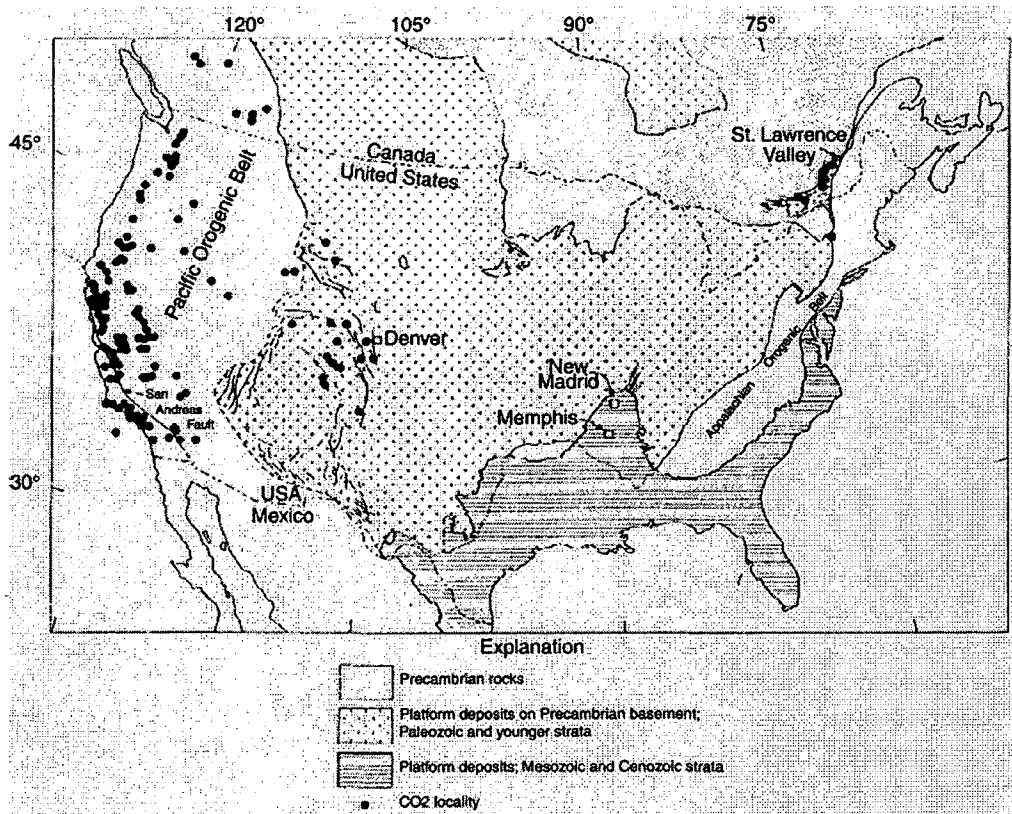 120°
105°
90°
75°
45°
St. Lawrence
Valley
Canada
United States
Pacific Orogenic Belt
Denver
New
Madrid
Memphis
Appalachian Orogenic Belt
San
Andreas
Fault
30°
USA
Mexico
Explanation
Precambrian rocks
Platform deposits on Precambrian basement;
Paleozoic and younger strata
Platform deposits; Mesozoic and Cenozoic strata
CO2 locality